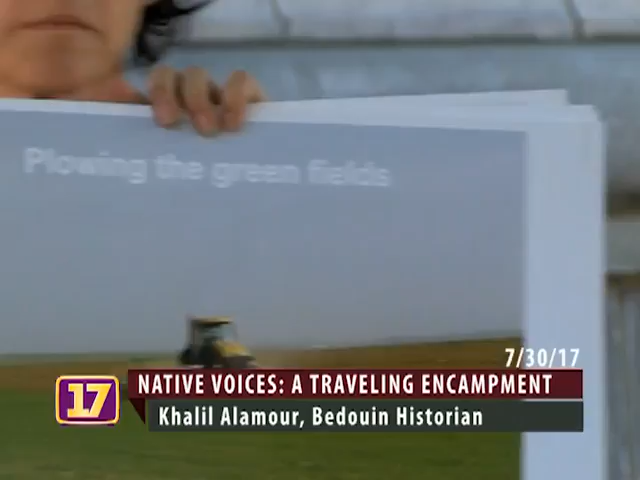 Plowing the green fields
7/30/17
17
NATIVE VOICES: A TRAVELING ENCAMPMENT
Khalil Alamour, Bedouin Historian